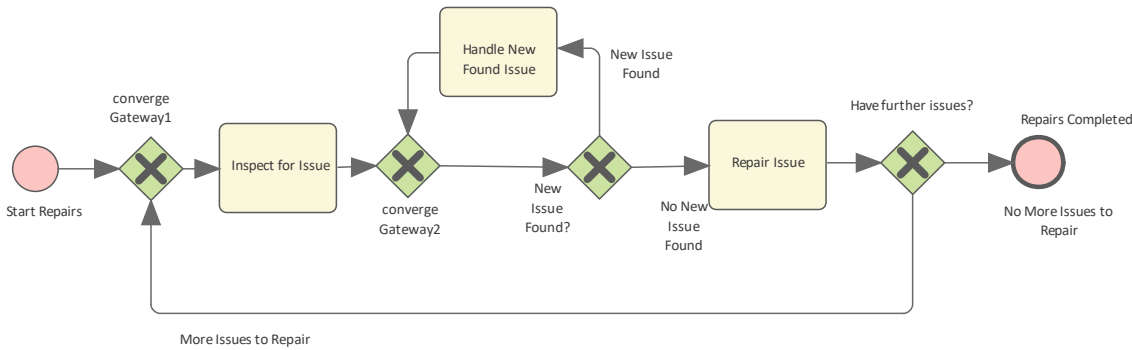 Handle New
Found Issue
New Issue
Found
converge
Gateway1
Have further issues?
Repairs Completed
Inspect for Issue
Repair Issue
Start Repairs
converge
Gateway2
New
Issue
Found?
No New
Issue
Found
No More Issues to
Repair
More Issues to Repair